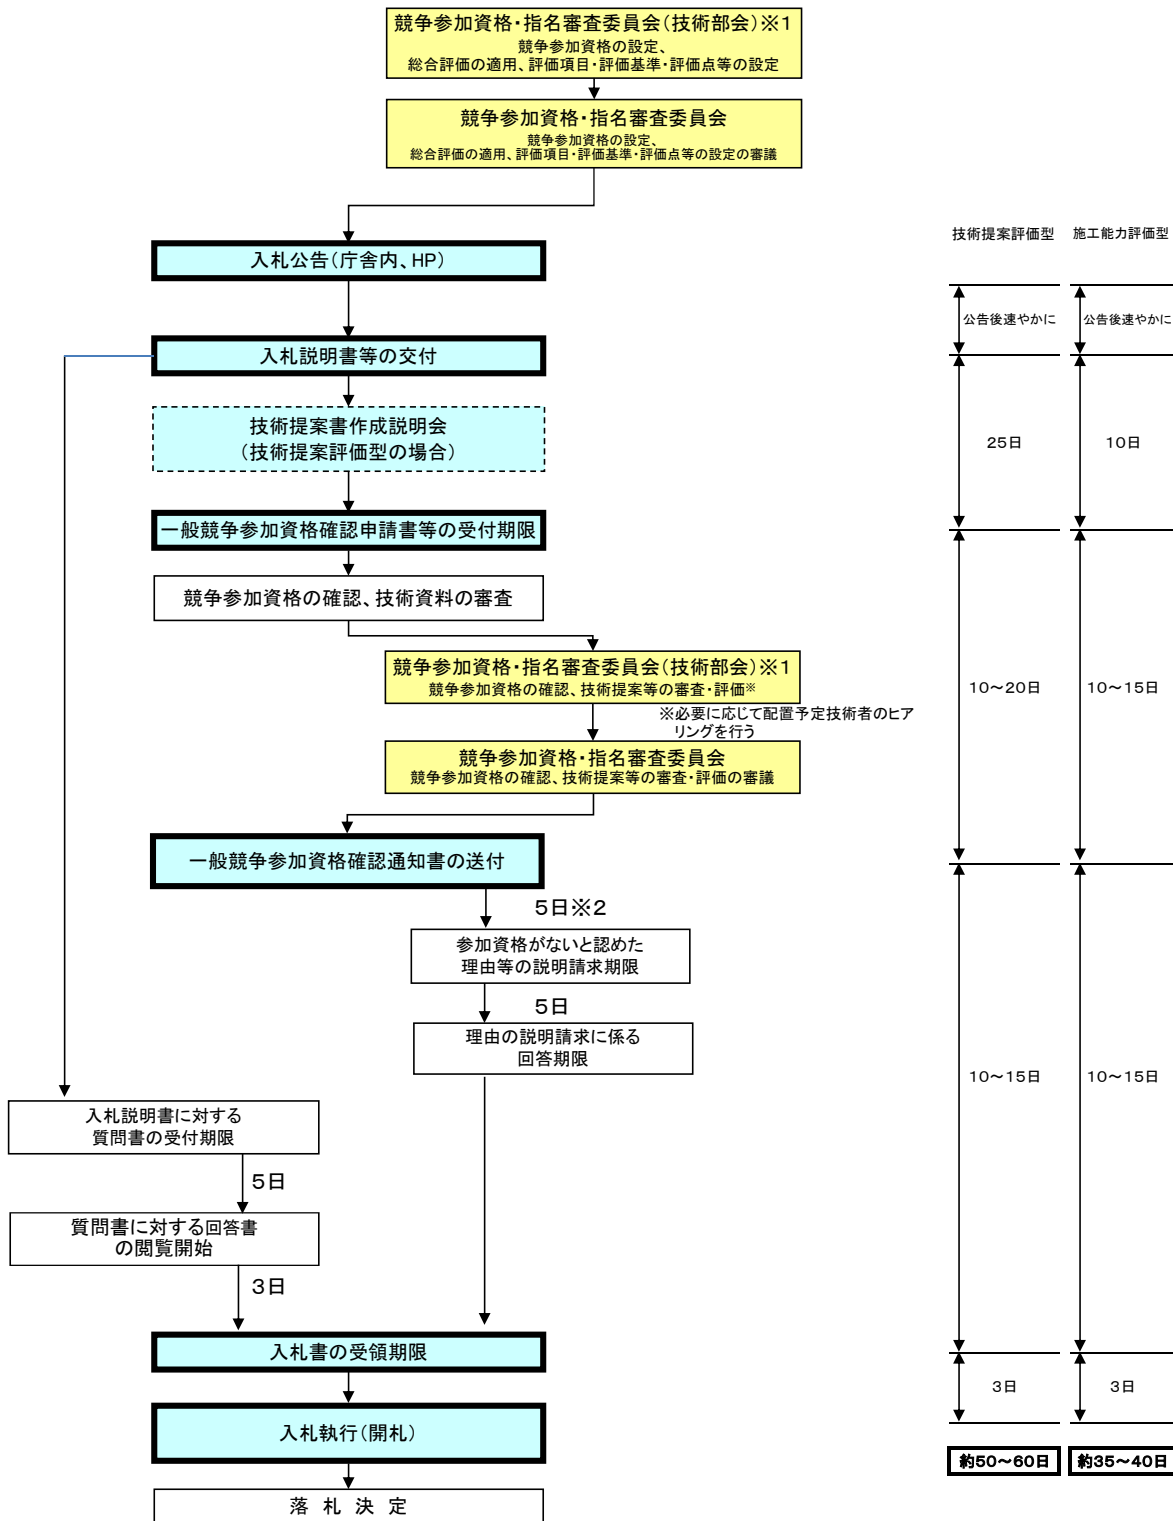 競争参加資格・指名審査委員会(技術部会)※1
競争参加資格の設定、
総合評価の適用、評価項目・評価基準・評価点等の設定
競争参加資格・指名審査委員会
競争参加資格の設定、
総合評価の適用、評価項目・評価基準・評価点等の設定の審議
技術提案評価型
施工能力評価型
入札公告(庁舎内、HP)
公告後速やかに
公告後速やかに
入札説明書等の交付
技術提案書作成説明会
(技術提案評価型の場合)
25日
10日
一般競争参加資格確認申請書等の受付期限
競争参加資格の確認、技術資料の審査
競争参加資格・指名審査委員会(技術部会)※1
競争参加資格の確認、技術提案等の審査・評価※
10～20日
10～15日
※必要に応じて配置予定技術者のヒア
リングを行う
競争参加資格・指名審査委員会
競争参加資格の確認、技術提案等の審査・評価の審議
一般競争参加資格確認通知書の送付
5日※2
参加資格がないと認めた
理由等の説明請求期限
5日
理由の説明請求に係る
回答期限
10～15日
10～15日
入札説明書に対する
質問書の受付期限
5日
質問書に対する回答書
の閲覧開始
3日
入札書の受領期限
3日
3日
入札執行(開札)
約50～60日
約35～40日
落 札 決 定